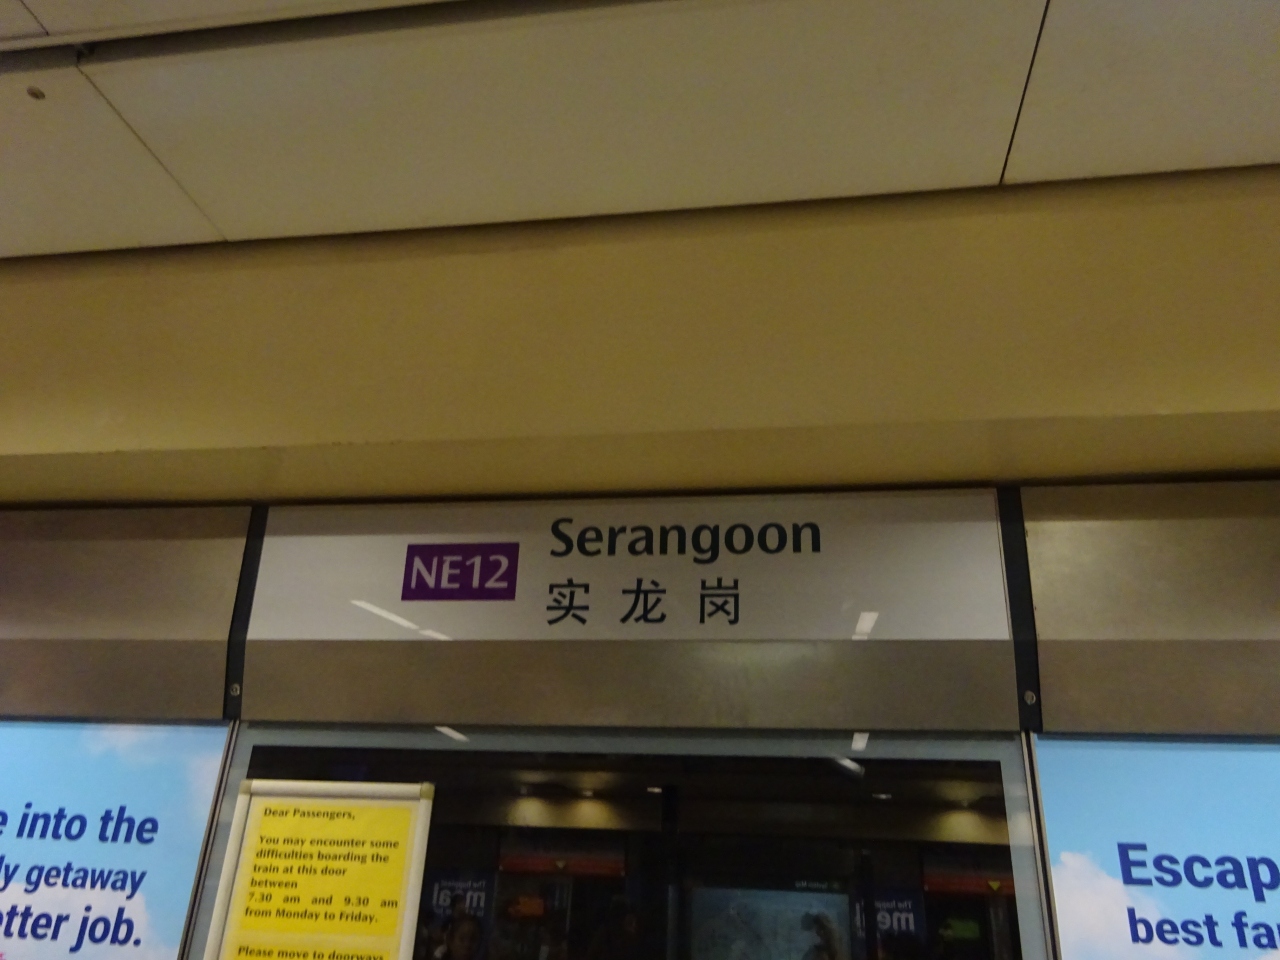 NE12
Serangoon
实龙岗
into the
getaway
job.
Dear Passengers,
You may encounter some
difficulties boarding the
train at this door
between
7.30 am and 9.30 am
from Monday to Friday.
Please move to doorways
Escap
best fa